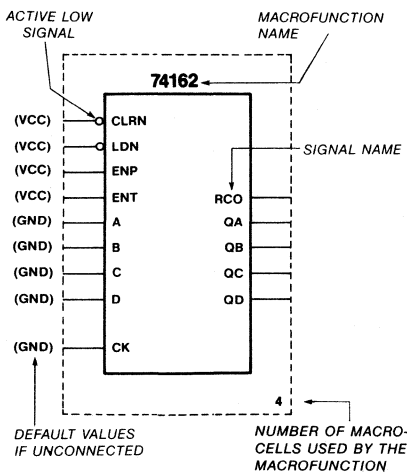 ACTIVE LOW
SIGNAL
MACROFUNCTION
NAME
74162
(VCC) CLRN
(VCC) LDN
(VCC) ENP
SIGNAL NAME
(VCC) ENT RCO
(GND) A QA
(GND) B QB
(GND) C QC
(GND) D QD
(GND) CK
4
DEFAULT VALUES
IF UNCONNECTED
NUMBER OF MACRO-
CELLS USED BY THE
MACROFUNCTION